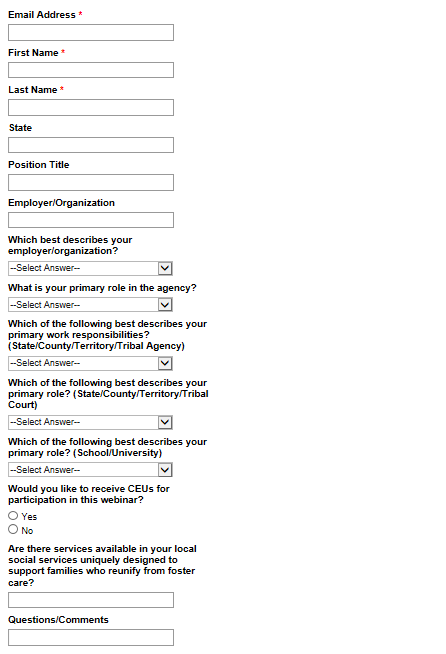 Email Address *
First Name *
Last Name *
State
Position Title
Employer/Organization
Which best describes your
employer/organization?
--Select Answer--
What is your primary role in the agency?
--Select Answer--
Which of the following best describes your
primary work responsibilities?
(State/County/Territory/Tribal Agency)
--Select Answer--
Which of the following best describes your
primary role? (State/County/Territory/Tribal
Court)
--Select Answer--
Which of the following best describes your
primary role? (School/University)
--Select Answer--
Would you like to receive CEUs for
participation in this webinar?
Yes
No
Are there services available in your local
social services uniquely designed to
support families who reunify from foster
care?
Questions/Comments